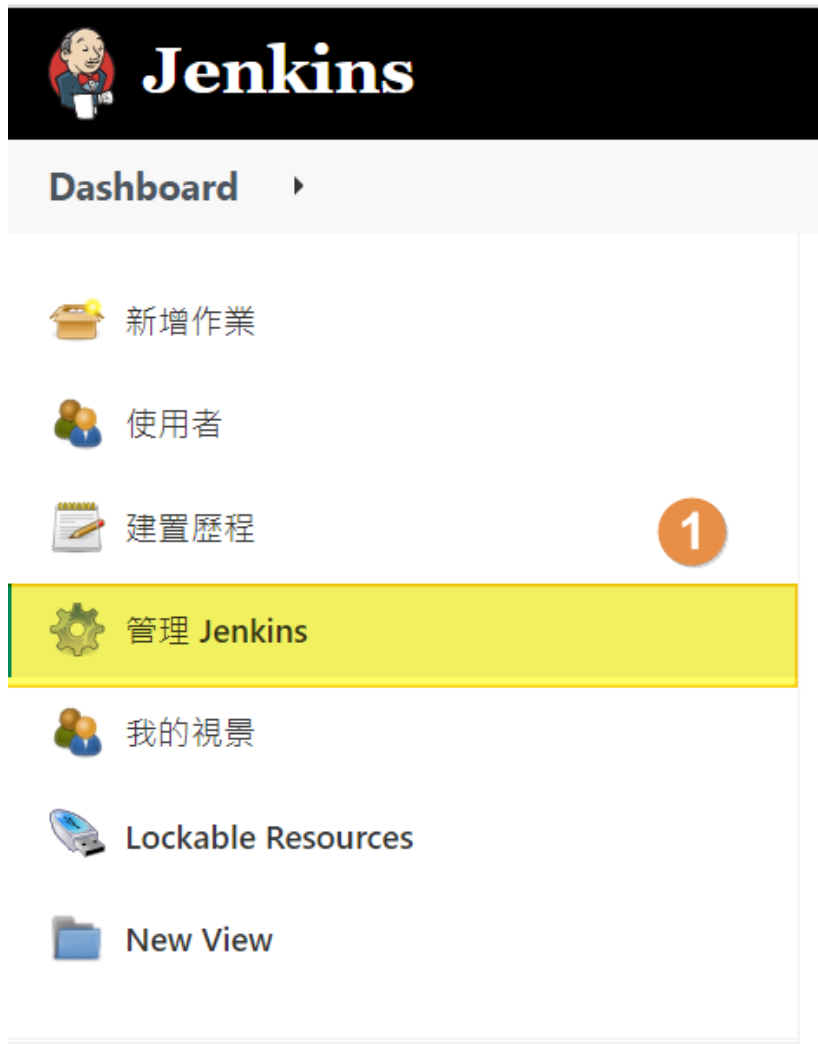 Jenkins
Dashboard
新增作業
使用者
建置歷程
1
管理 Jenkins
我的視景
Lockable Resources
New View